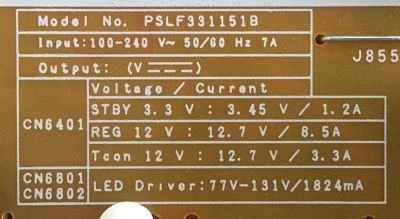 Model No. PSLF331151B
Input:100-240 V~ 50/60 Hz 7A
J855
Output: (V⎓)
Voltage / Current
CN6401
STBY 3.3 V : 3.45 V / 1.2A
REG 12 V : 12.7 V / 8.5A
Tcon 12 V : 12.7 V / 3.3A
CN6801
CN6802
LED Driver:77V-131V/1824mA